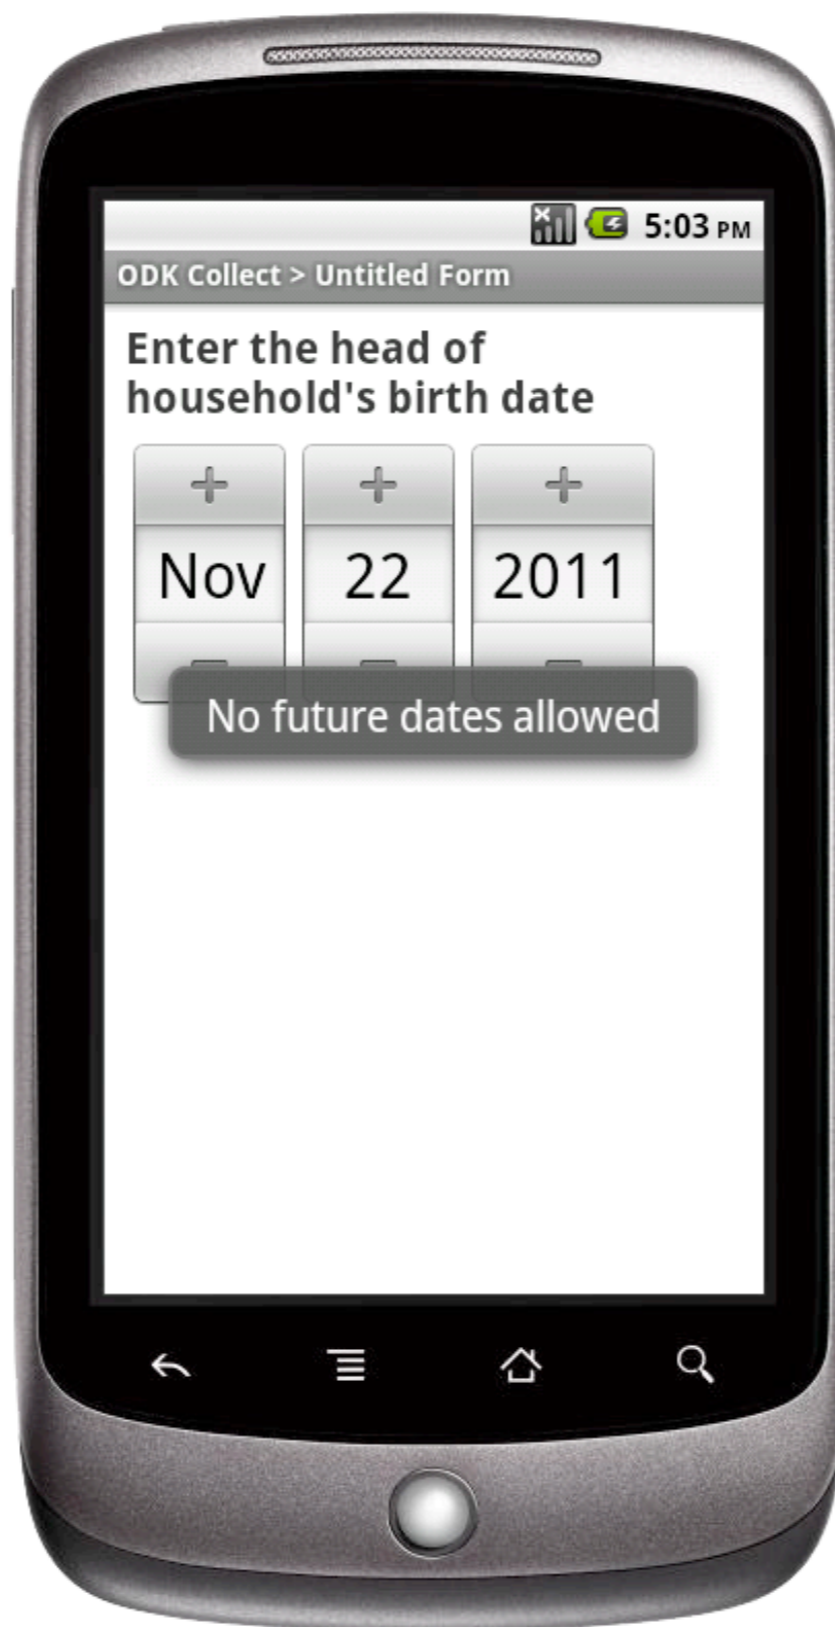 5:03 PM
ODK Collect > Untitled Form
Enter the head of
household's birth date
Nov 22 2011
No future dates allowed